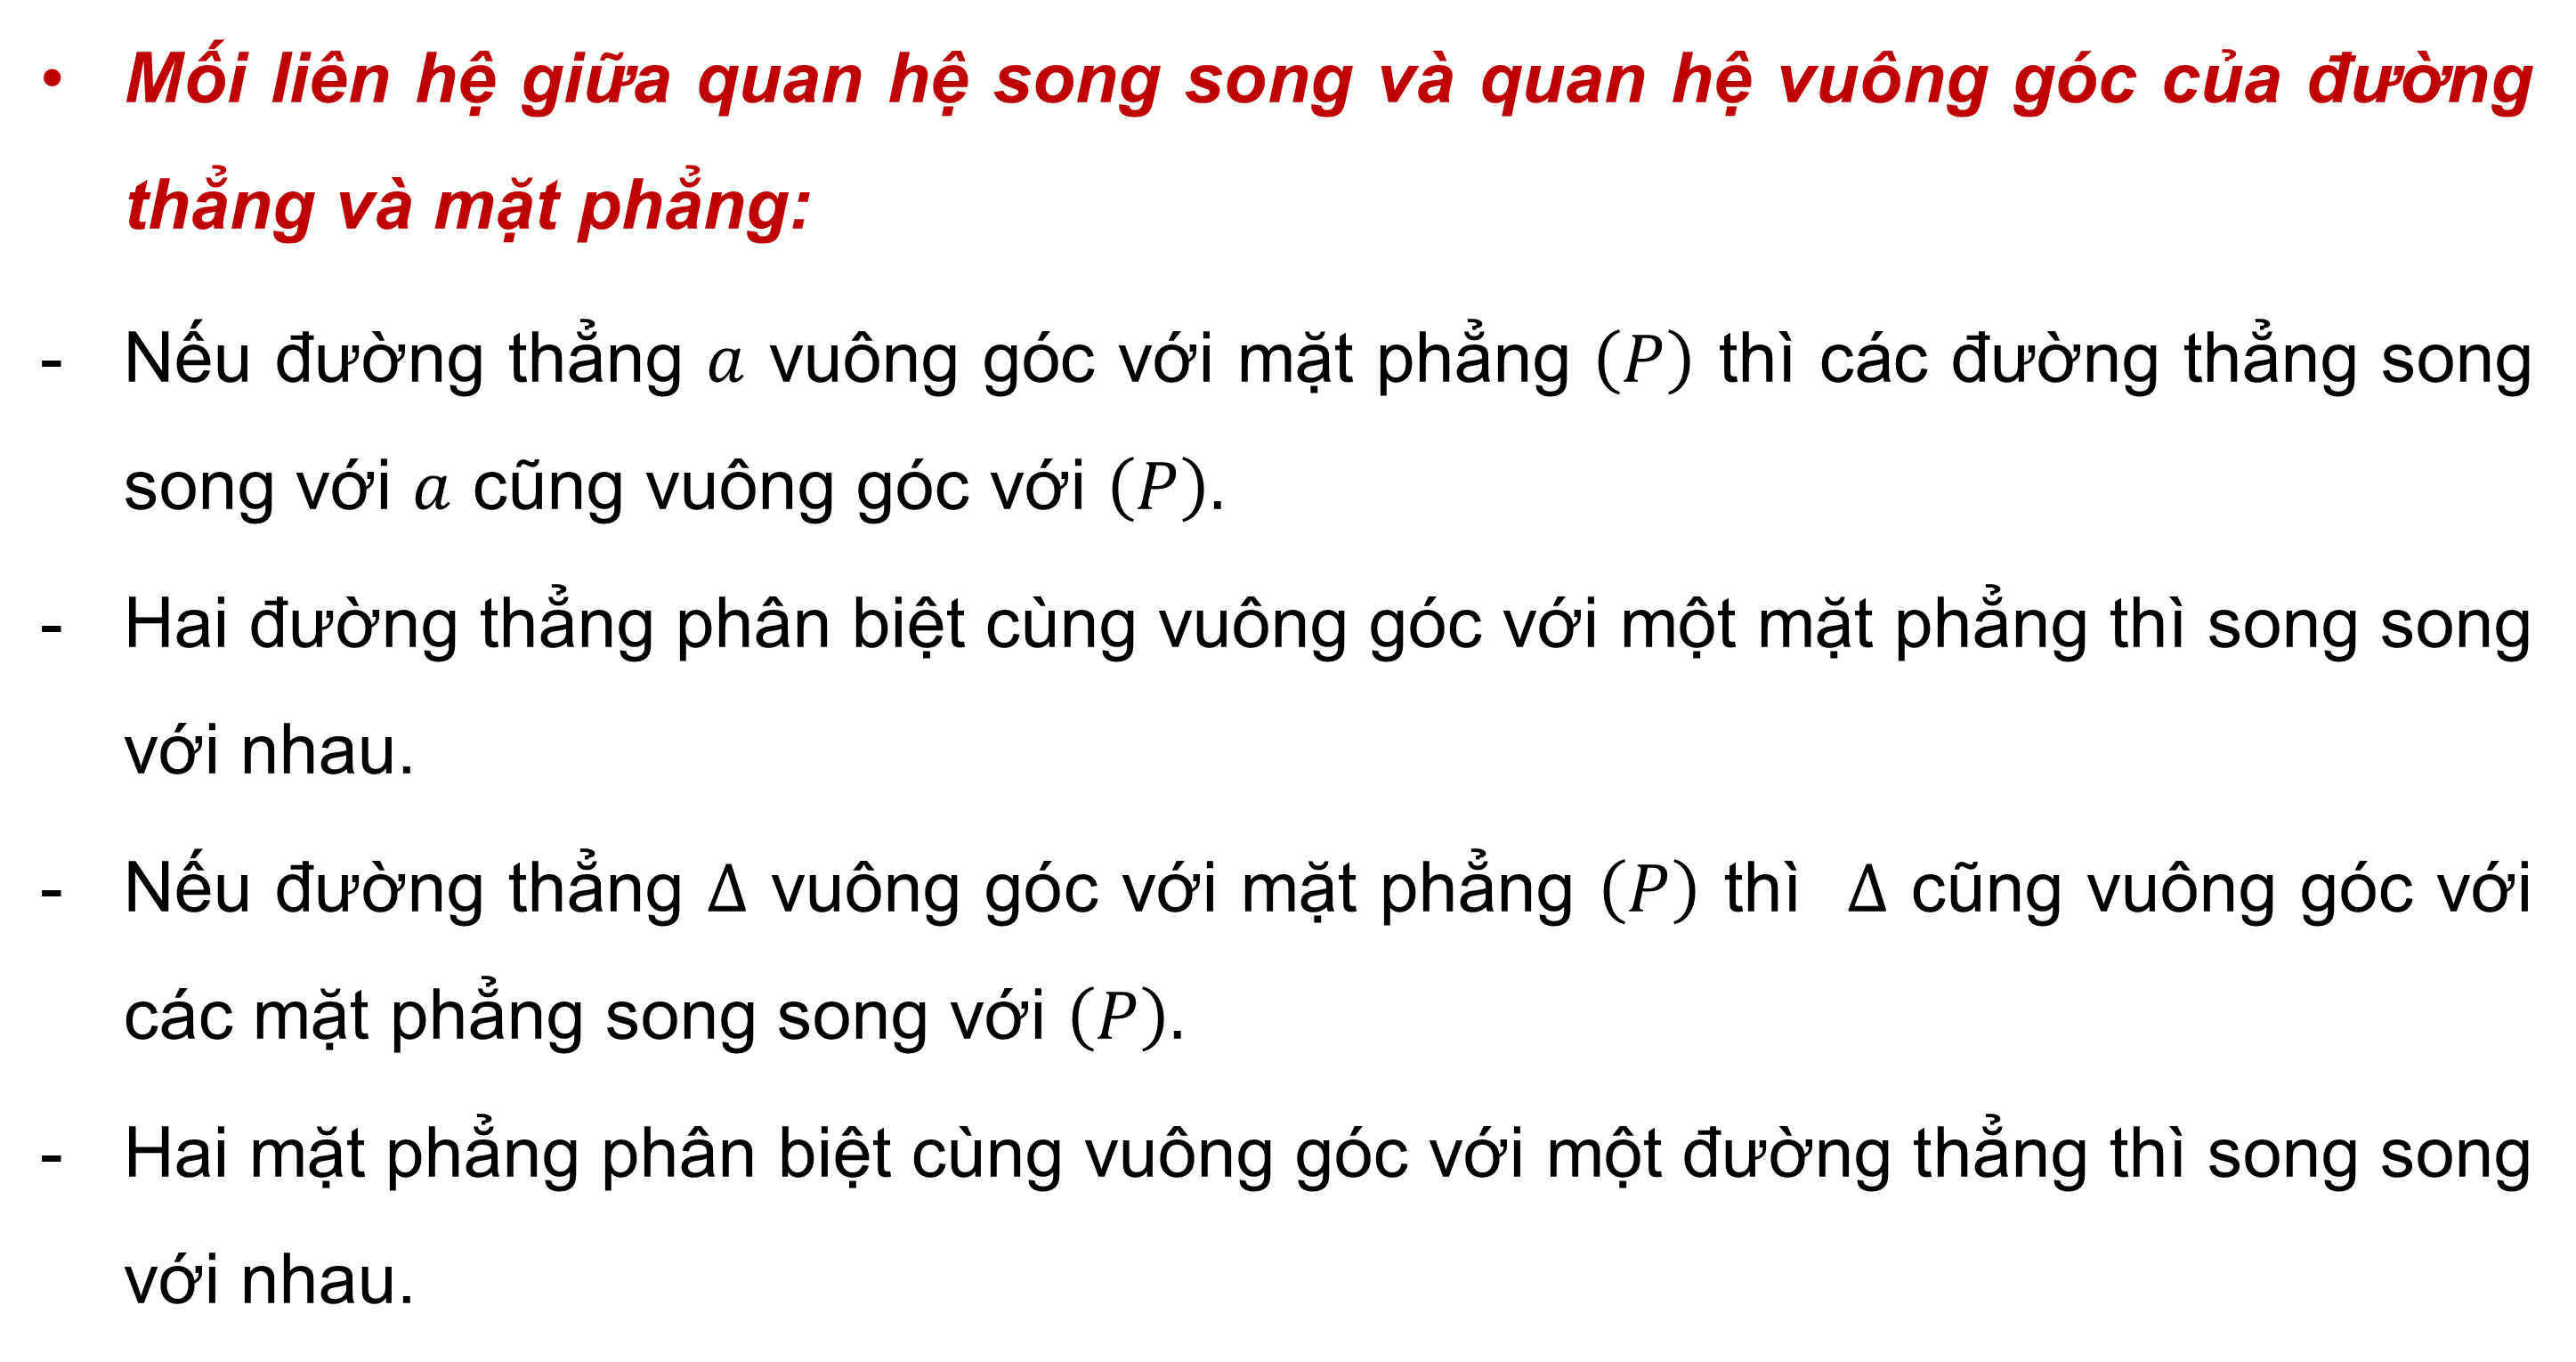 • Mối liên hệ giữa quan hệ song song và quan hệ vuông góc của đường
thẳng và mặt phẳng:
- Nếu đường thẳng 𝑎 vuông góc với mặt phẳng (𝑃) thì các đường thẳng song
song với 𝑎 cũng vuông góc với (𝑃).
- Hai đường thẳng phân biệt cùng vuông góc với một mặt phẳng thì song song
với nhau.
- Nếu đường thẳng Δ vuông góc với mặt phẳng (𝑃) thì Δ cũng vuông góc với
các mặt phẳng song song với (𝑃).
- Hai mặt phẳng phân biệt cùng vuông góc với một đường thẳng thì song song
với nhau.